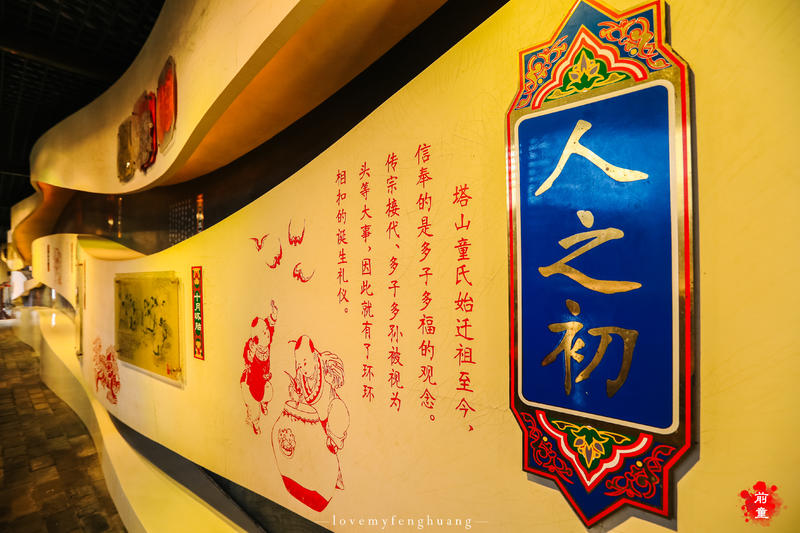 人之初
塔山童氏始迁祖至今，
信奉的是多子多福的观念。
传宗接代、多子多孙被视为
头等大事，因此就有了环环
相扣的诞生礼仪。
十月怀胎
lovemyfenghuang
前童